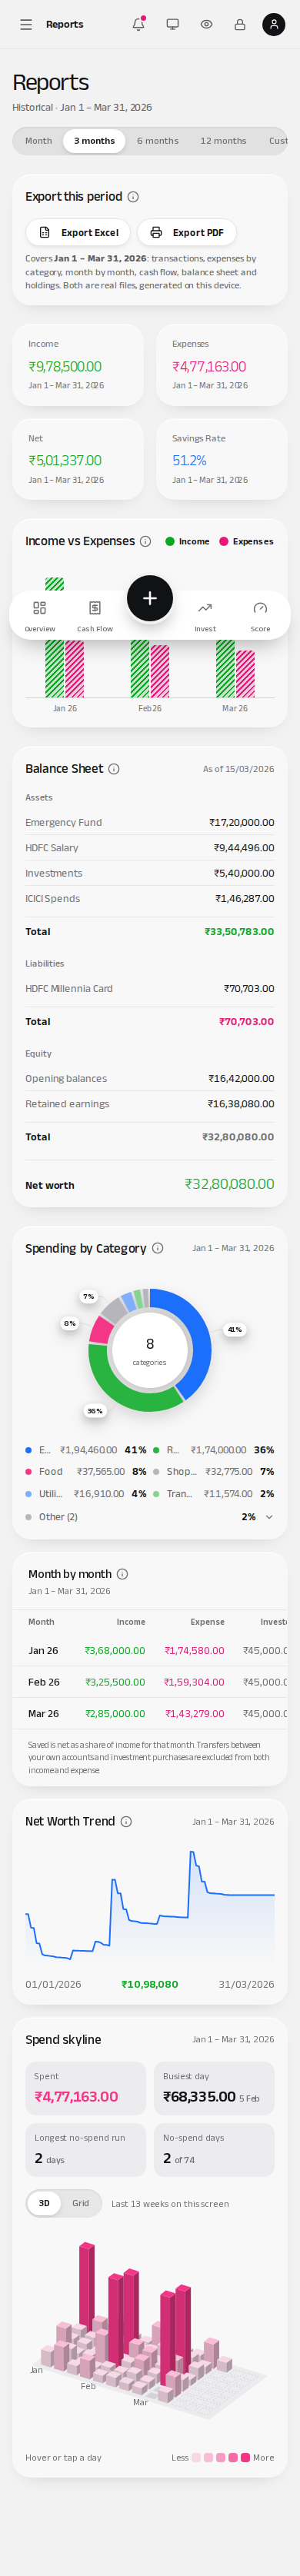 Reports
Reports
Historical · Jan 1 – Mar 31, 2026
Month 3 months 6 months 12 months Cust
Export this period
Export Excel Export PDF
Covers Jan 1 – Mar 31, 2026: transactions, expenses by
category, month by month, cash flow, balance sheet and
holdings. Both are real files, generated on this device.
Income Expenses
₹9,78,500.00 ₹4,77,163.00
Jan 1 – Mar 31, 2026 Jan 1 – Mar 31, 2026
Net Savings Rate
₹5,01,337.00 51.2%
Jan 1 – Mar 31, 2026 Jan 1 – Mar 31, 2026
Income vs Expenses Income Expenses
Overview Cash Flow Invest Score
Jan 26 Feb 26 Mar 26
Balance Sheet As of 15/03/2026
Assets
Emergency Fund ₹17,20,000.00
HDFC Salary ₹9,44,496.00
Investments ₹5,40,000.00
ICICI Spends ₹1,46,287.00
Total ₹33,50,783.00
Liabilities
HDFC Millennia Card ₹70,703.00
Total ₹70,703.00
Equity
Opening balances ₹16,42,000.00
Retained earnings ₹16,38,080.00
Total ₹32,80,080.00
Net worth ₹32,80,080.00
Spending by Category Jan 1 – Mar 31, 2026
7%
8%
41%
8
categories
36%
E... ₹1,94,460.00 41% R... ₹1,74,000.00 36%
Food ₹37,565.00 8% Shop... ₹32,775.00 7%
Utili... ₹16,910.00 4% Tran... ₹11,574.00 2%
Other (2) 2%
Month by month
Jan 1 – Mar 31, 2026
Month Income Expense Invest
Jan 26 ₹3,68,000.00 ₹1,74,580.00 ₹45,000.0
Feb 26 ₹3,25,500.00 ₹1,59,304.00 ₹45,000.0
Mar 26 ₹2,85,000.00 ₹1,43,279.00 ₹45,000.0
Saved is net as a share of income for that month. Transfers between
your own accounts and investment purchases are excluded from both
income and expense
Net Worth Trend Jan 1 – Mar 31, 2026
01/01/2026 ₹10,98,080 31/03/2026
Spend skyline Jan 1 – Mar 31, 2026
Spent Busiest day
₹4,77,163.00 ₹68,335.00 5 Feb
Longest no-spend run No-spend days
2 days 2 of 74
3D Grid Last 13 weeks on this screen
Jan
Feb
Mar
Hover or tap a day Less More